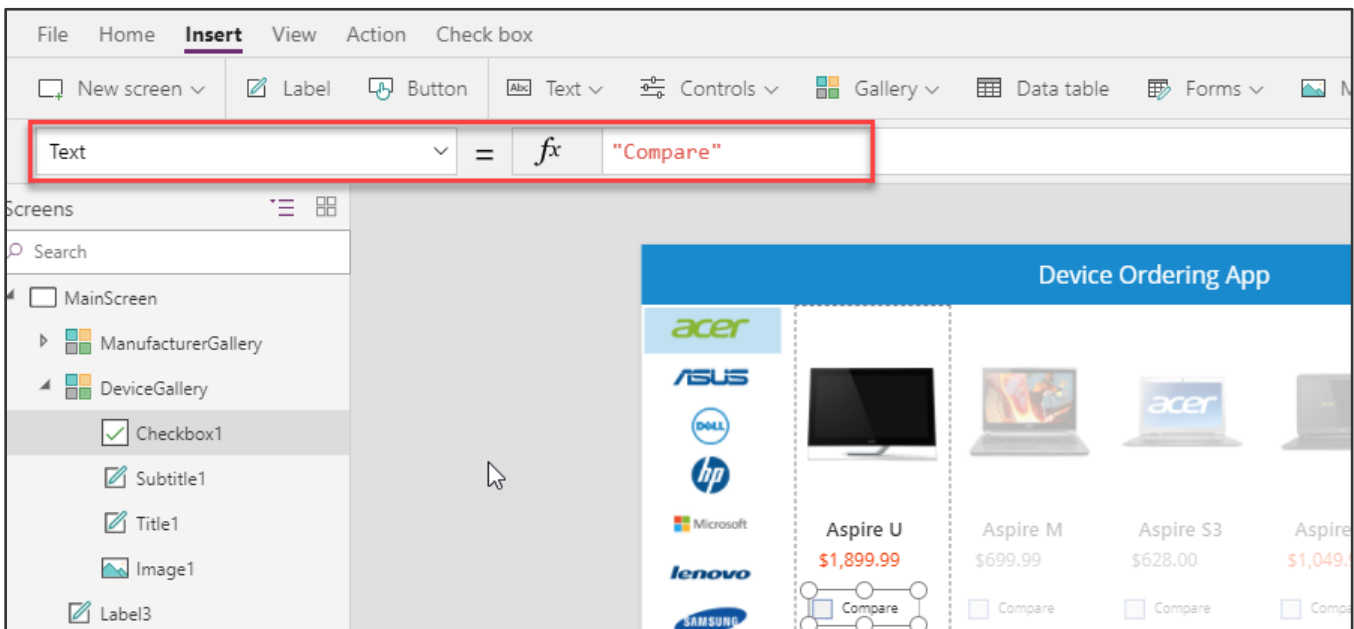 File Home Insert View Action Check box
New screen Label Button Abc Text Controls Gallery Data table Forms
Text = fx "Compare"
Screens
Search
MainScreen
ManufacturerGallery
DeviceGallery
Checkbox1
Subtitle1
Title1
Image1
Label3
Device Ordering App
acer
ASUS
DELL
hp
Microsoft
lenovo
SAMSUNG
acer
Aspire U Aspire M Aspire S3 Aspire
$1,899.99 $699.99 $628.00 $1,049.
Compare Compare Compare Compa